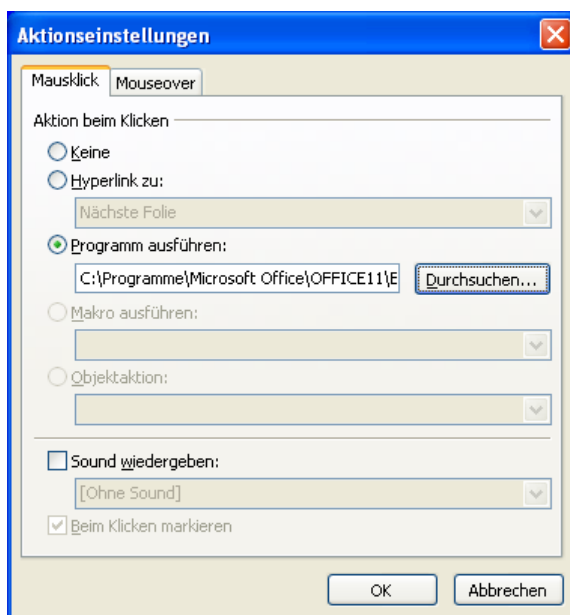 Aktionseinstellungen
Mausklick Mouseover
Aktion beim Klicken
Keine
Hyperlink zu:
Nächste Folie
Programm ausführen:
C:\Programme\Microsoft Office\OFFICE11\E Durchsuchen...
Makro ausführen:
Objektaktion:
Sound wiedergeben:
[Ohne Sound]
Beim Klicken markieren
OK Abbrechen